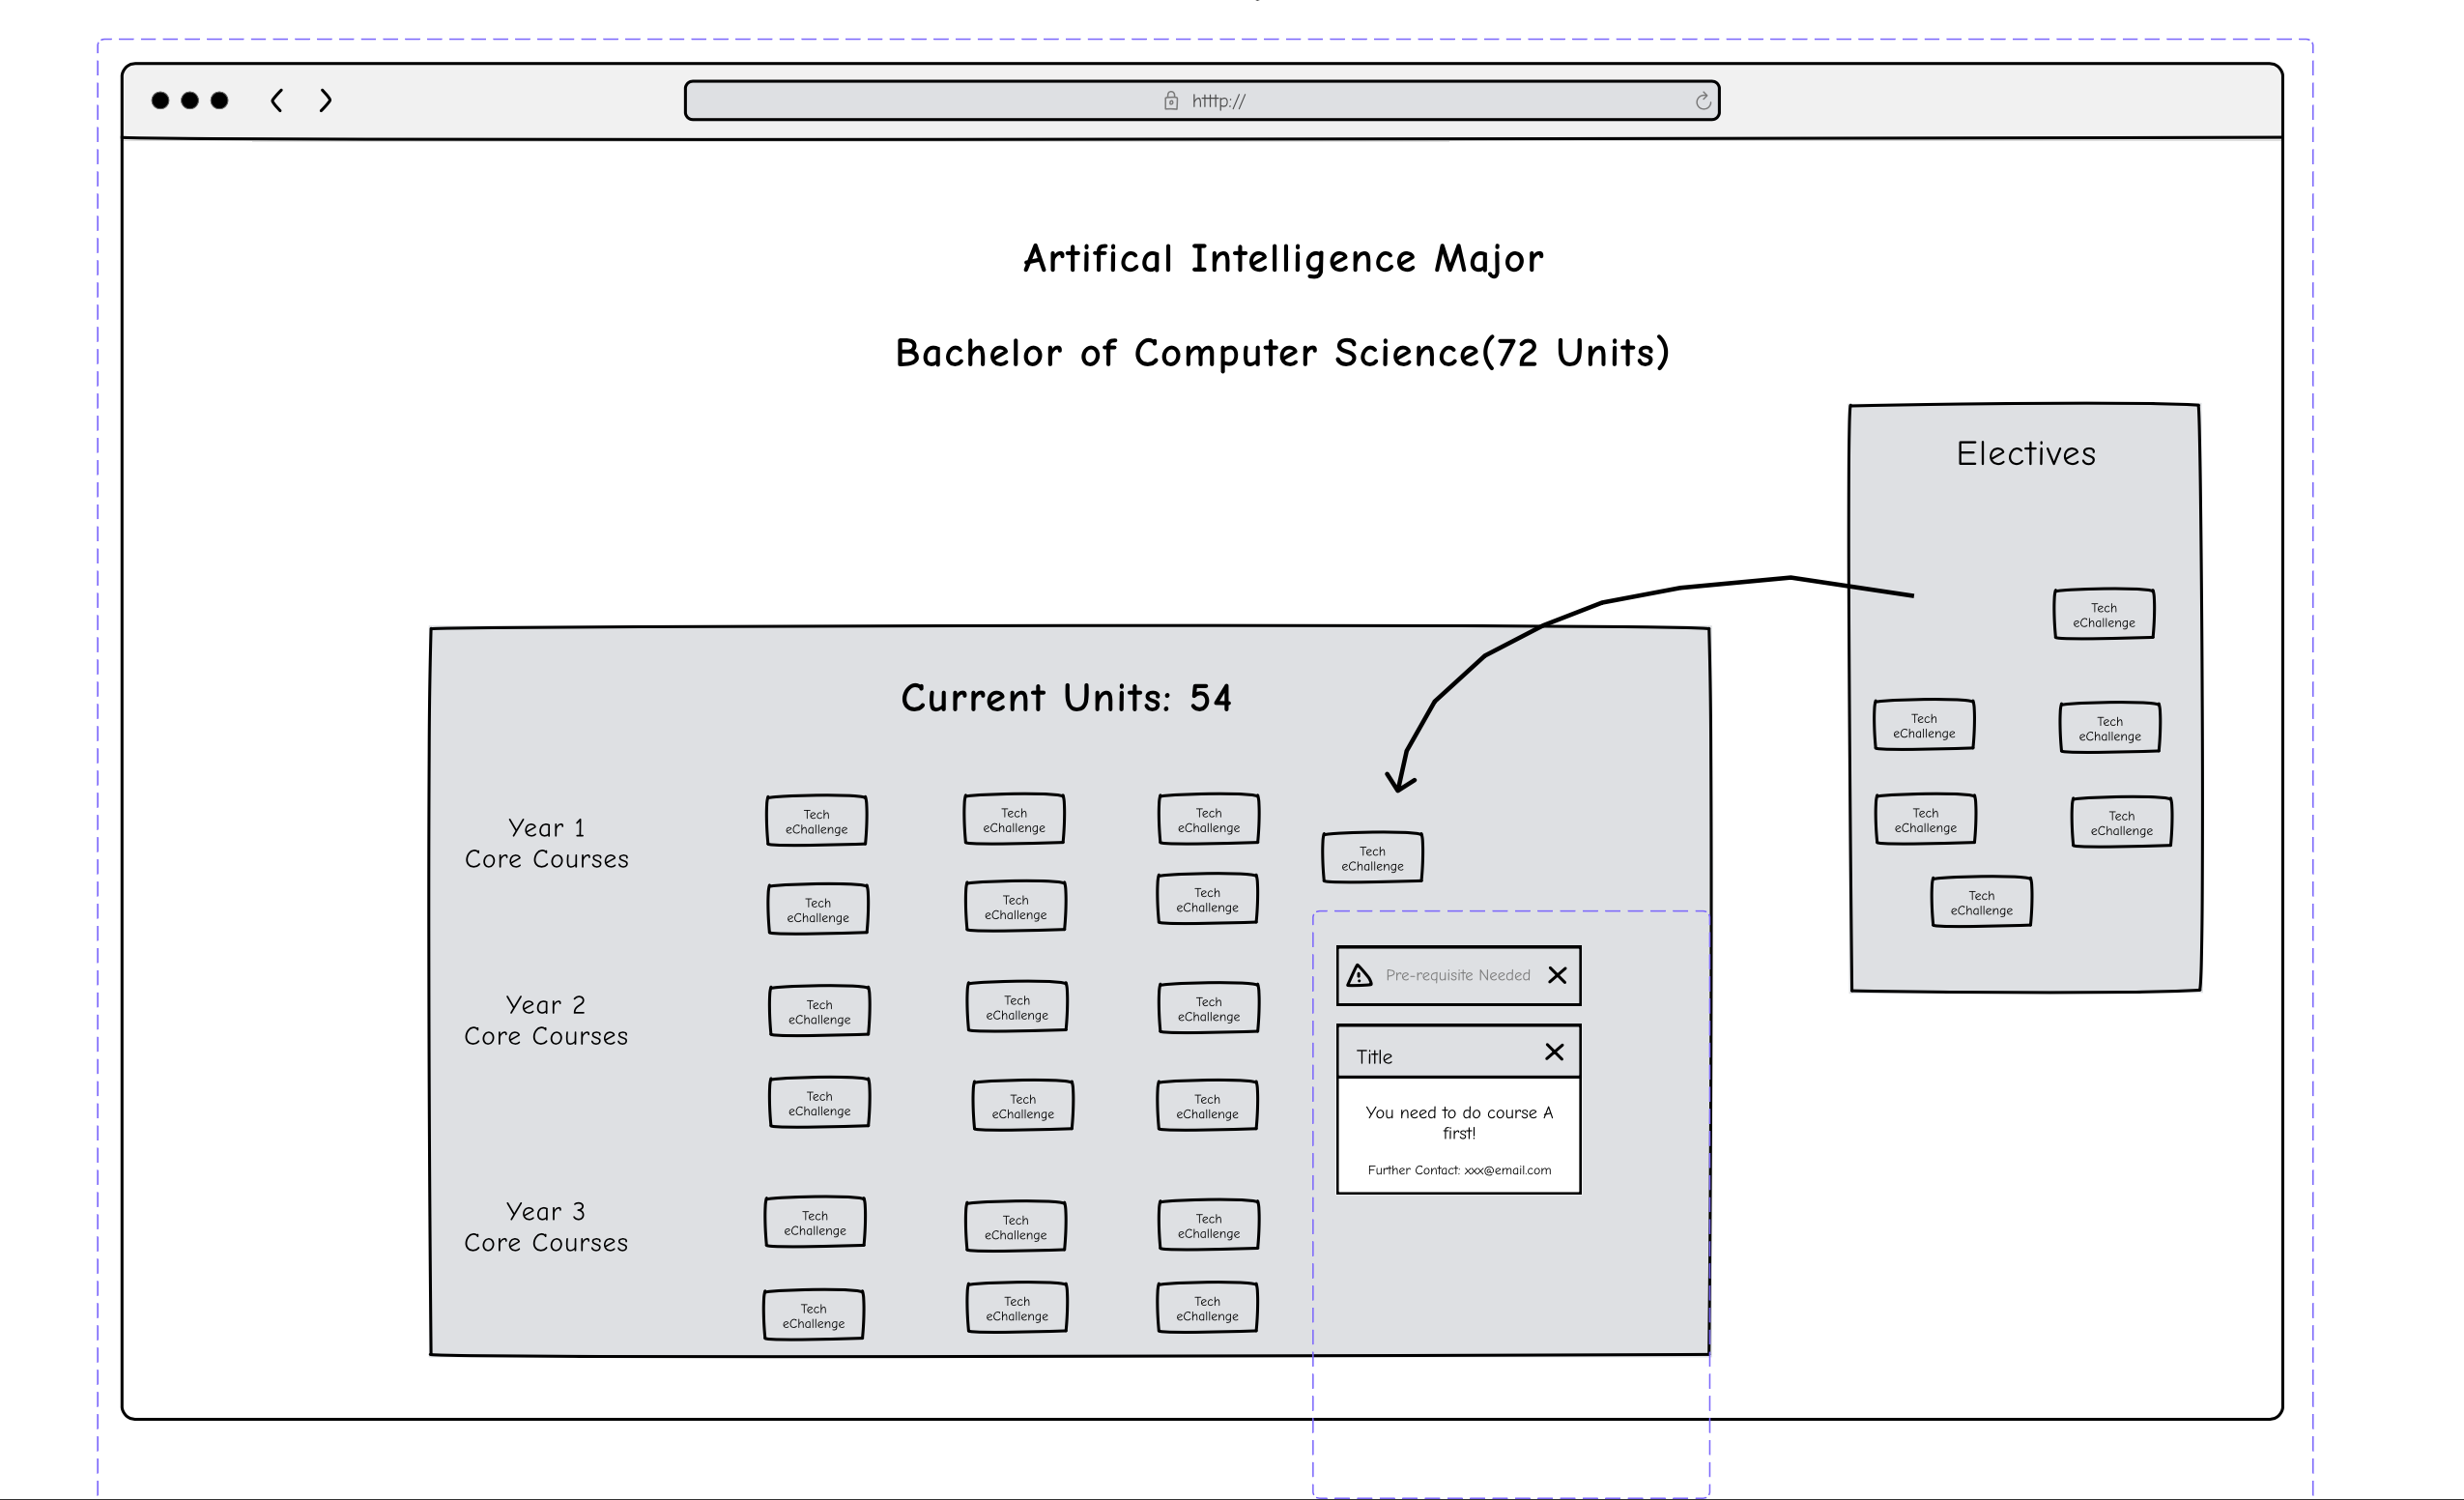 htttp://
Artifical Intelligence Major
Bachelor of Computer Science(72 Units)
Electives
Tech
eChallenge
Tech
eChallenge
Tech
eChallenge
Tech
eChallenge
Tech
eChallenge
Tech
eChallenge
Current Units: 54
Year 1
Core Courses
Tech
eChallenge
Tech
eChallenge
Tech
eChallenge
Tech
eChallenge
Tech
eChallenge
Tech
eChallenge
Tech
eChallenge
Year 2
Core Courses
Tech
eChallenge
Tech
eChallenge
Tech
eChallenge
Tech
eChallenge
Tech
eChallenge
Tech
eChallenge
Pre-requisite Needed
Title
You need to do course A
first!
Further Contact: xxx@email.com
Year 3
Core Courses
Tech
eChallenge
Tech
eChallenge
Tech
eChallenge
Tech
eChallenge
Tech
eChallenge
Tech
eChallenge